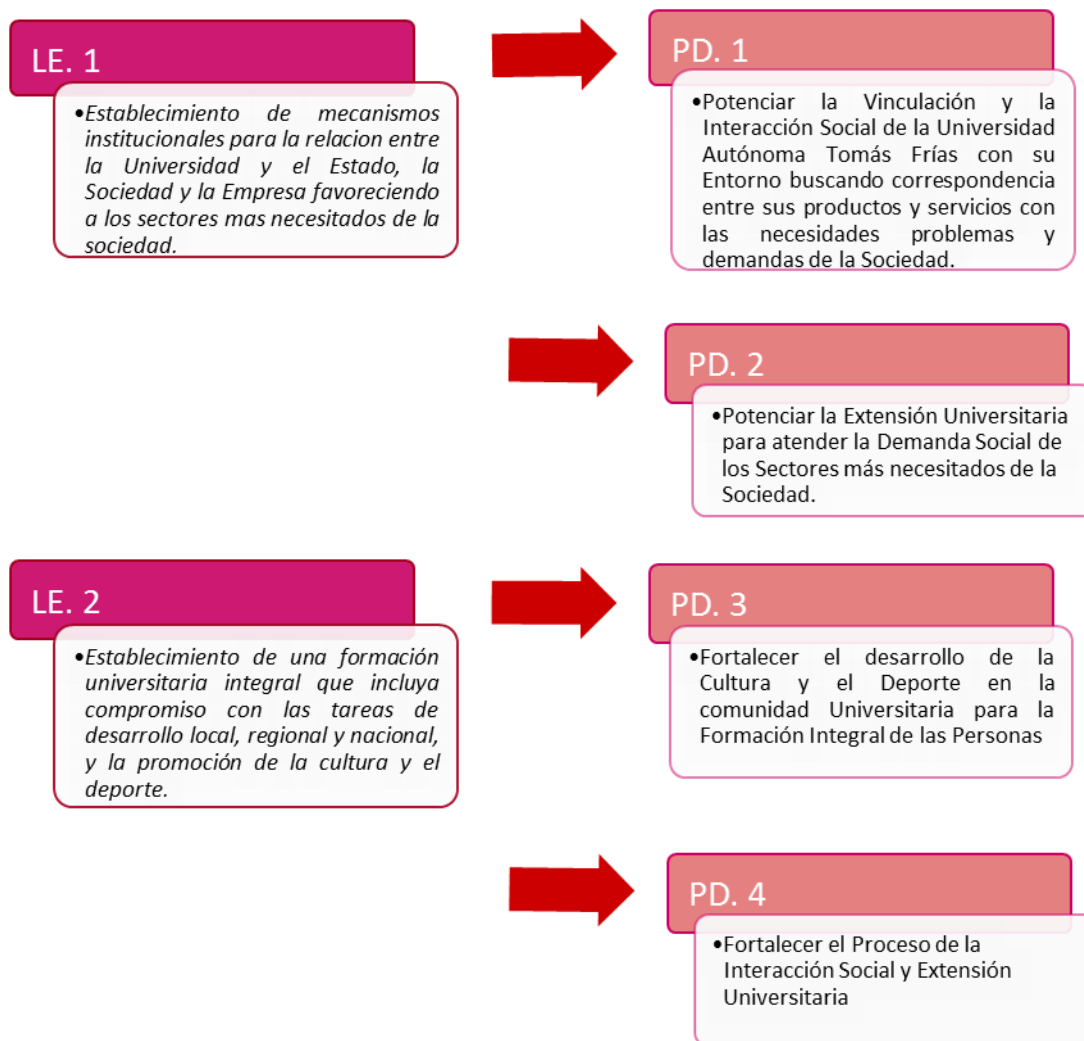 LE. 1
•Establecimiento de mecanismos
institucionales para la relacion entre
la Universidad y el Estado, la
Sociedad y la Empresa favoreciendo
a los sectores mas necesitados de la
sociedad.
PD. 1
•Potenciar la Vinculación y la
Interacción Social de la Universidad
Autónoma Tomás Frías con su
Entorno buscando correspondencia
entre sus productos y servicios con
las necesidades problemas y
demandas de la Sociedad.
PD. 2
•Potenciar la Extensión Universitaria
para atender la Demanda Social de
los Sectores más necesitados de la
Sociedad.
LE. 2
•Establecimiento de una formación
universitaria integral que incluya
compromiso con las tareas de
desarrollo local, regional y nacional,
y la promoción de la cultura y el
deporte.
PD. 3
•Fortalecer el desarrollo de la
Cultura y el Deporte en la
comunidad Universitaria para la
Formación Integral de las Personas
PD. 4
•Fortalecer el Proceso de la
Interacción Social y Extensión
Universitaria